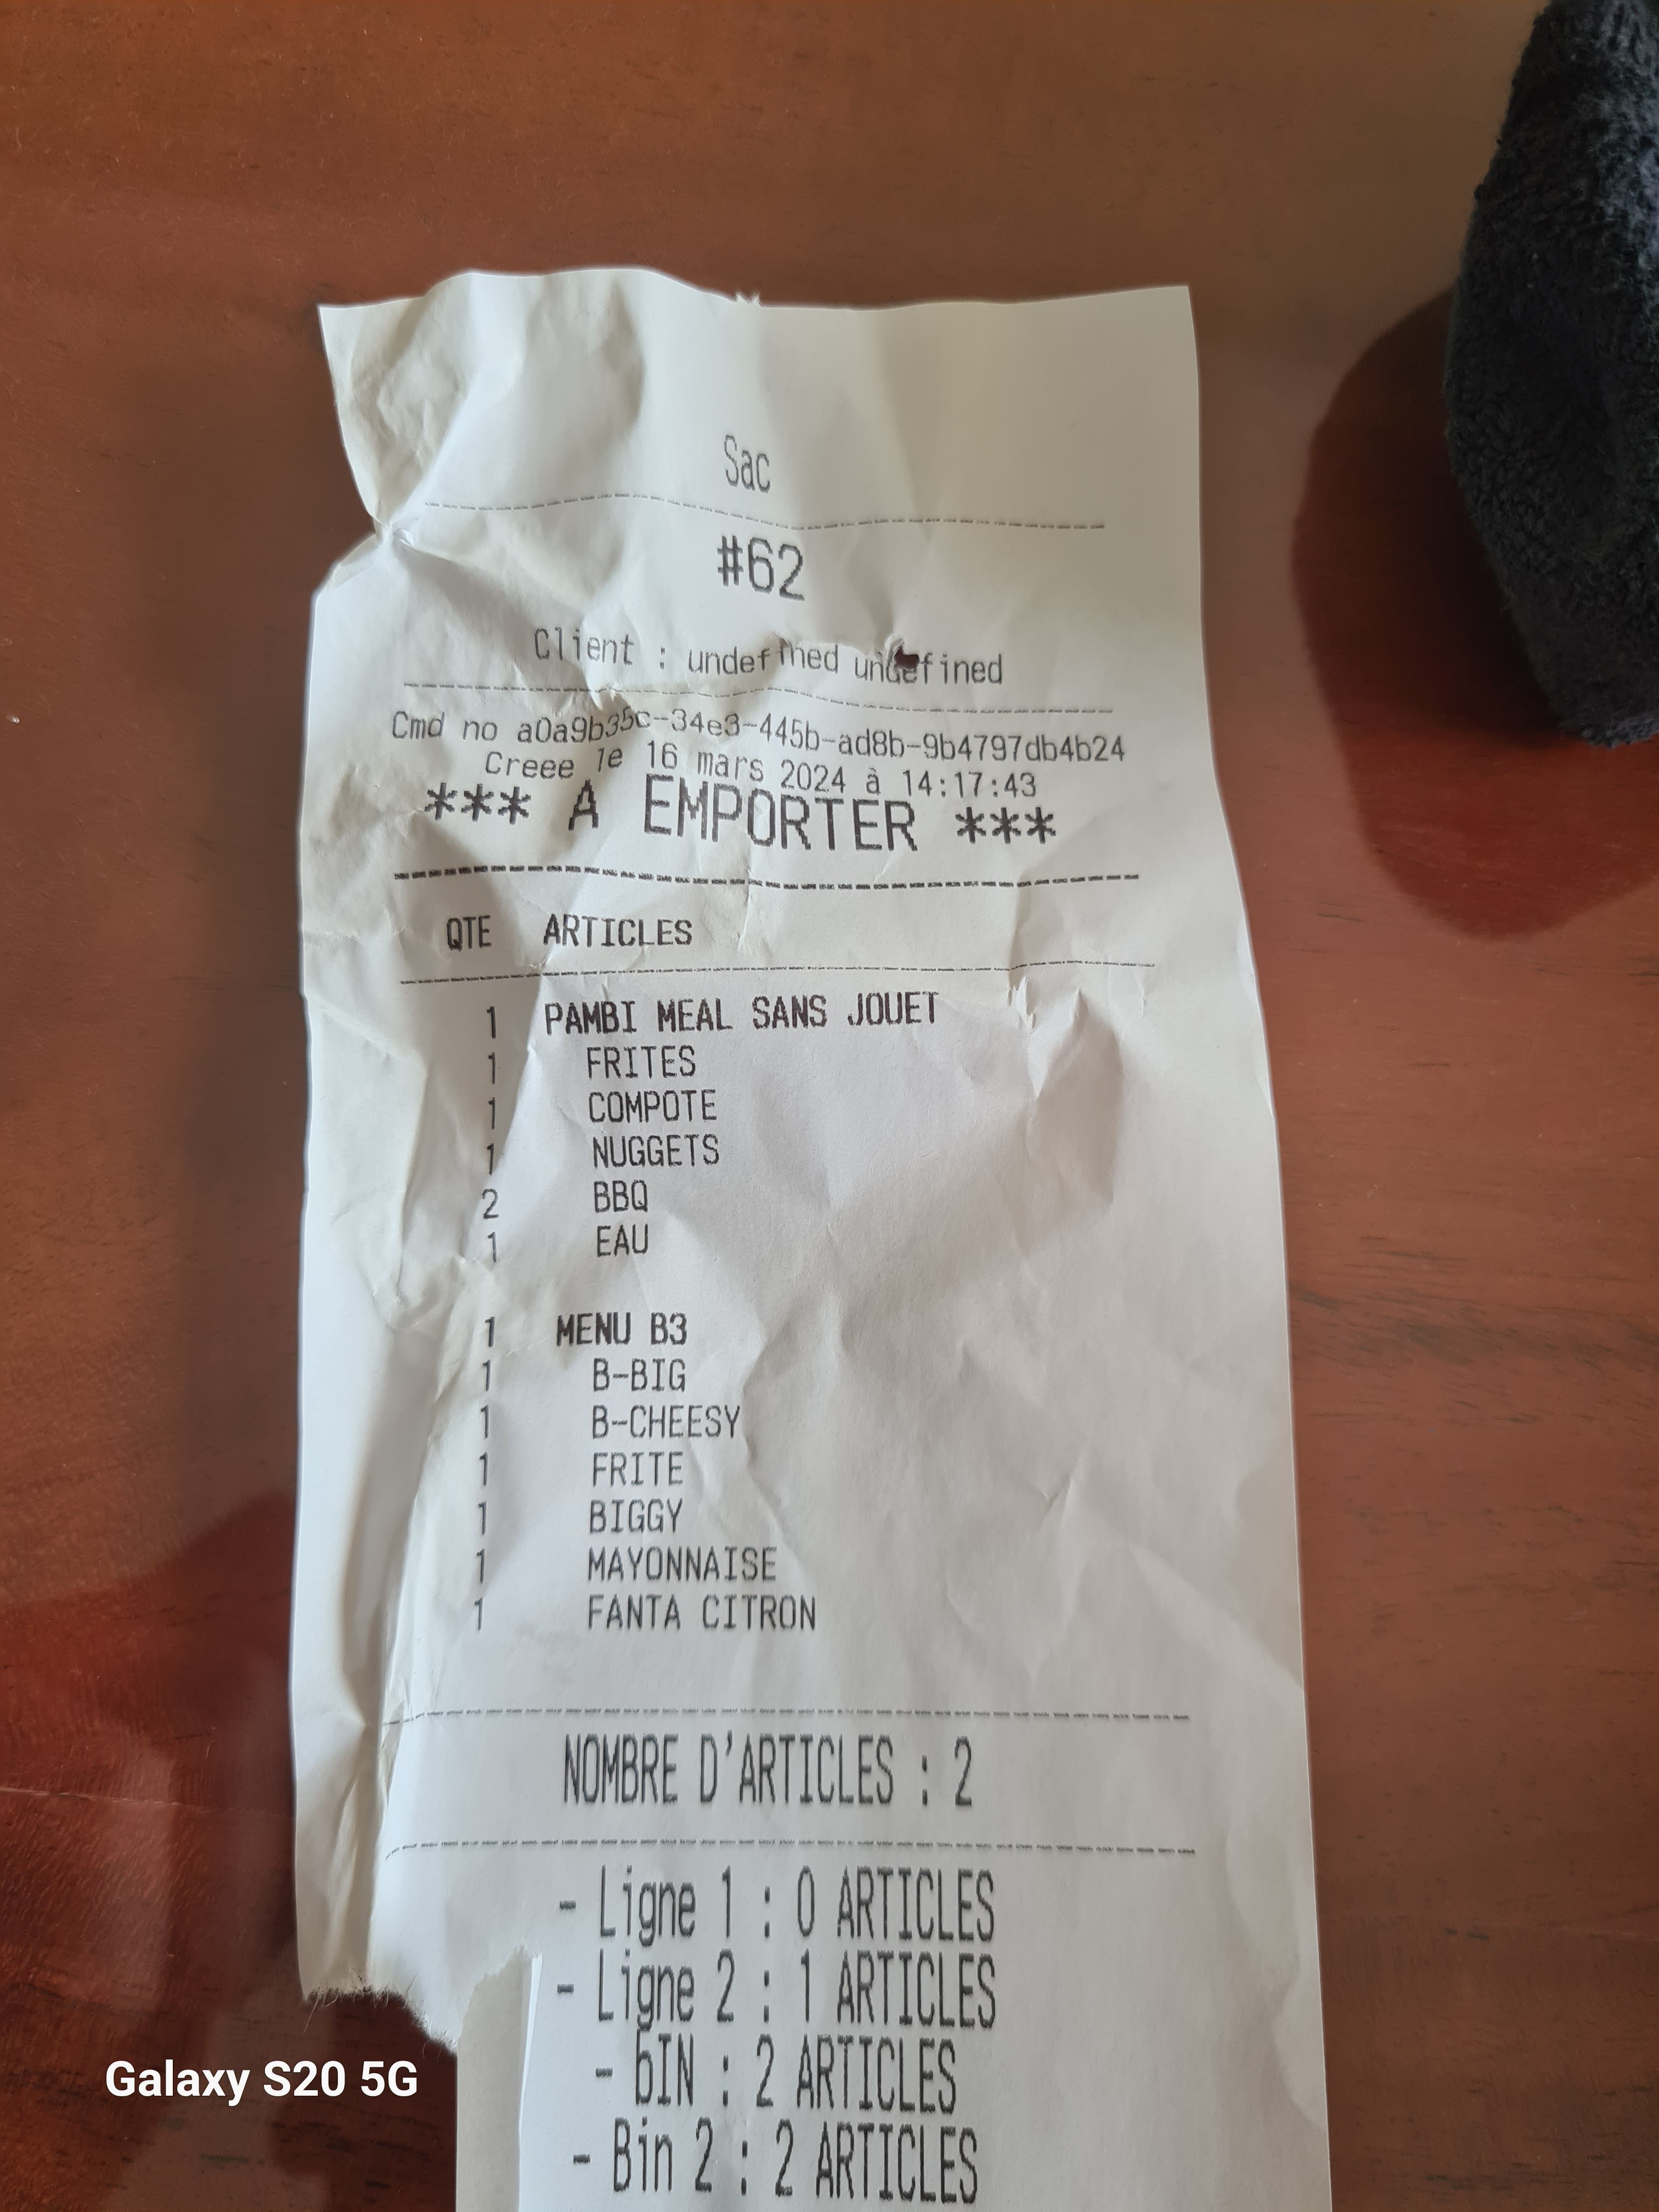 Sac
#62
Client : undefined undefined
Cmd no a0a9b35c-34e3-445b-ad8b-9b4797db4b24
Creee le 16 mars 2024 à 14:17:43
*** A EMPORTER ***
QTE ARTICLES
1 PAMBI MEAL SANS JOUET
1 FRITES
1 COMPOTE
1 NUGGETS
2 BBQ
1 EAU
1 MENU B3
1 B-BIG
1 B-CHEESY
1 FRITE
1 BIGGY
1 MAYONNAISE
1 FANTA CITRON
NOMBRE D'ARTICLES : 2
- Ligne 1 : 0 ARTICLES
- Ligne 2 : 1 ARTICLES
- bIN : 2 ARTICLES
- Bin 2 : 2 ARTICLES
Galaxy S20 5G